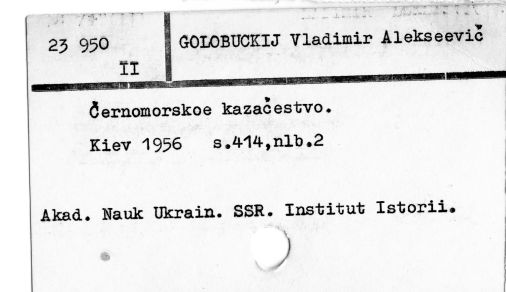 23 950
II
GOLOBUCKIJ Vladimir Alekseevič
Černomorskoe kazačestvo.
Kiev 1956 s.414,nlb.2
Akad. Nauk Ukrain. SSR. Institut Istorii.